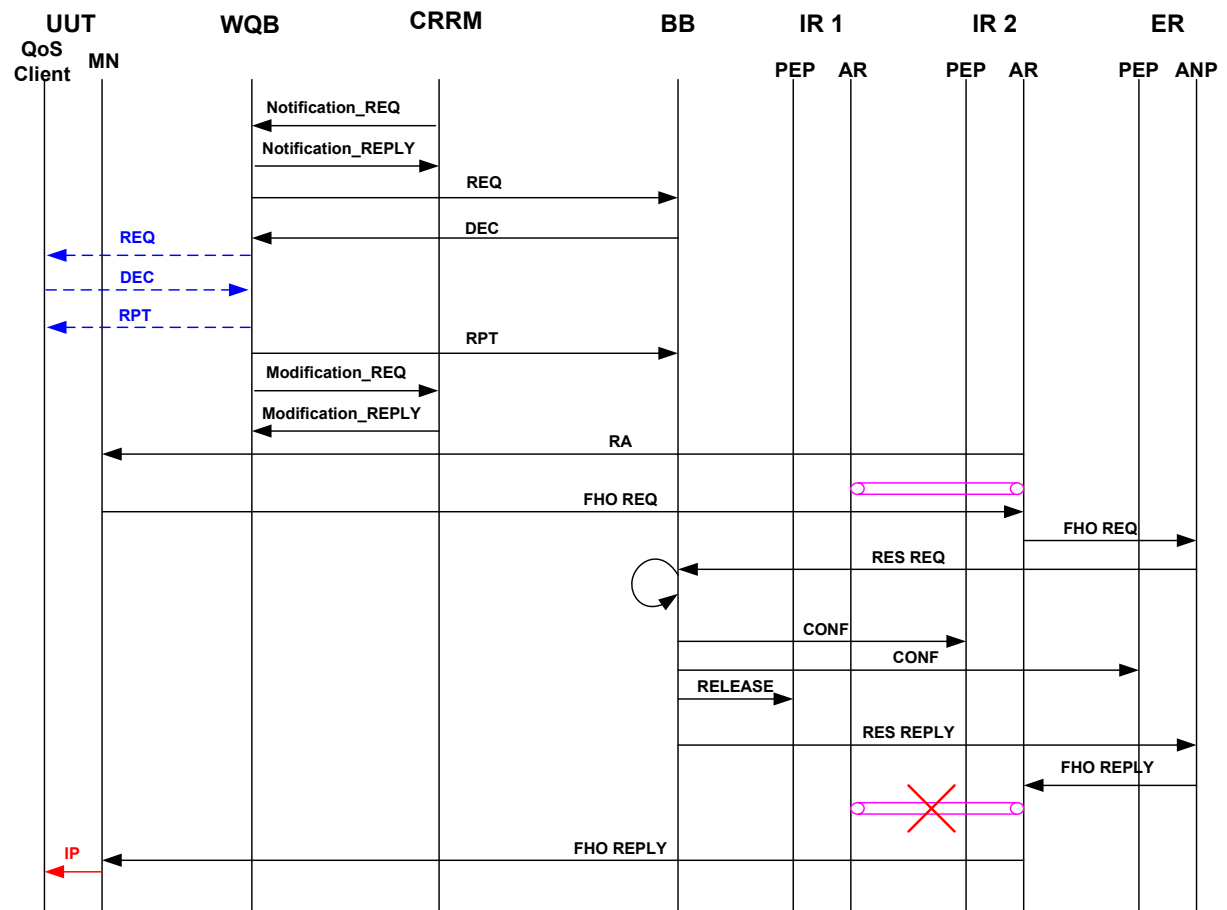 UUT WQB CRRM BB IR 1 IR 2 ER
QoS
Client MN PEP AR PEP AR PEP ANP
Notification_REQ
Notification_REPLY
REQ
DEC
REQ
DEC
RPT
RPT
Modification_REQ
Modification_REPLY
RA
FHO REQ
FHO REQ
RES REQ
CONF
CONF
RELEASE
RES REPLY
FHO REPLY
FHO REPLY
IP